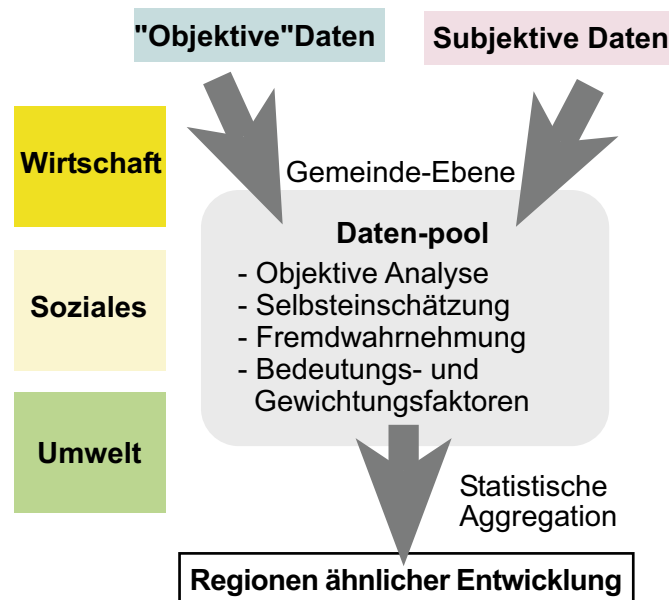 "Objektive"Daten
Subjektive Daten
Wirtschaft
Soziales
Umwelt
Gemeinde-Ebene
Daten-pool
- Objektive Analyse
- Selbsteinschätzung
- Fremdwahrnehmung
- Bedeutungs- und
Gewichtungsfaktoren
Statistische
Aggregation
Regionen ähnlicher Entwicklung